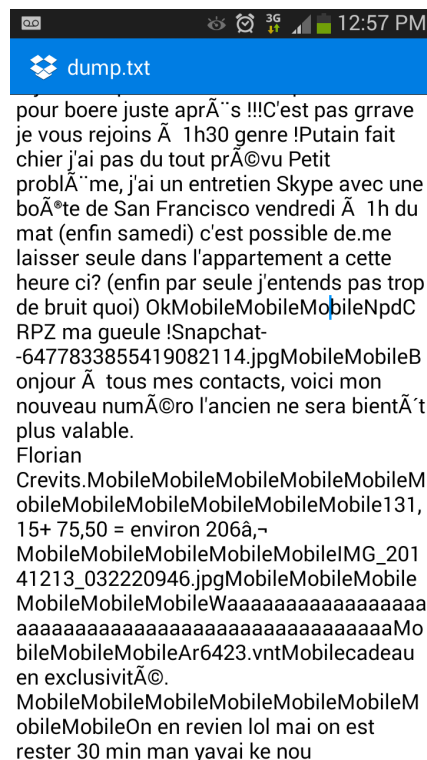 3G 12:57 PM
dump.txt
pour boere juste aprÃ¨s !!!C'est pas grrave
je vous rejoins Ã  1h30 genre !Putain fait
chier j'ai pas du tout prÃ©vu Petit
problÃ¨me, j'ai un entretien Skype avec une
boÃ®te de San Francisco vendredi Ã  1h du
mat (enfin samedi) c'est possible de.me
laisser seule dans l'appartement a cette
heure ci? (enfin par seule j'entends pas trop
de bruit quoi) OkMobileMobileMobileNpdC
RPZ ma gueule !Snapchat-
-6477833855419082114.jpgMobileMobileB
onjour Ã  tous mes contacts, voici mon
nouveau numÃ©ro l'ancien ne sera bientÃ´t
plus valable.
Florian
Crevits.MobileMobileMobileMobileMobileM
obileMobileMobileMobileMobileMobile131,
15+ 75,50 = environ 206â‚¬
MobileMobileMobileMobileMobileIMG_201
41213_032220946.jpgMobileMobileMobile
MobileMobileMobileWaaaaaaaaaaaaaaaaa
aaaaaaaaaaaaaaaaaaaaaaaaaaaaaaaaMo
bileMobileMobileAr6423.vntMobilecadeau
en exclusivitÃ©.
MobileMobileMobileMobileMobileMobileM
obileMobileOn en revien lol mai on est
rester 30 min man yavai ke nou